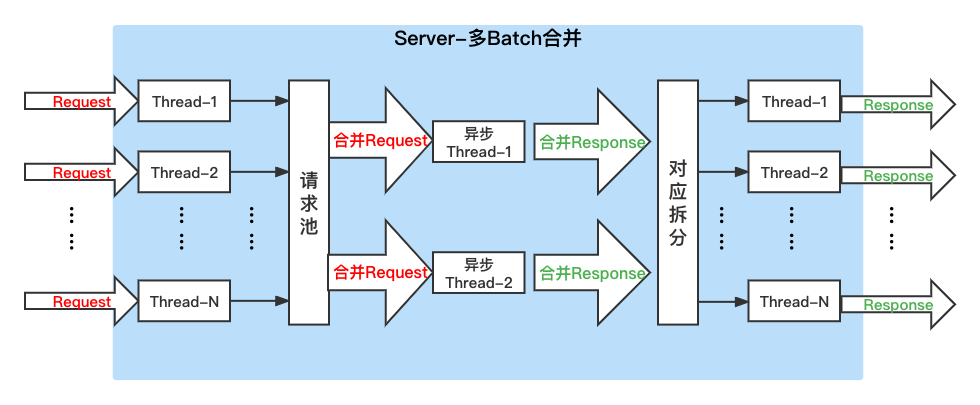 Server-多Batch合并
Request
Thread-1
Thread-1
Response
合并Request
异步
Thread-1
合并Response
Request
Thread-2
请求池
对应拆分
Thread-2
Response
合并Request
异步
Thread-2
合并Response
Request
Thread-N
Thread-N
Response